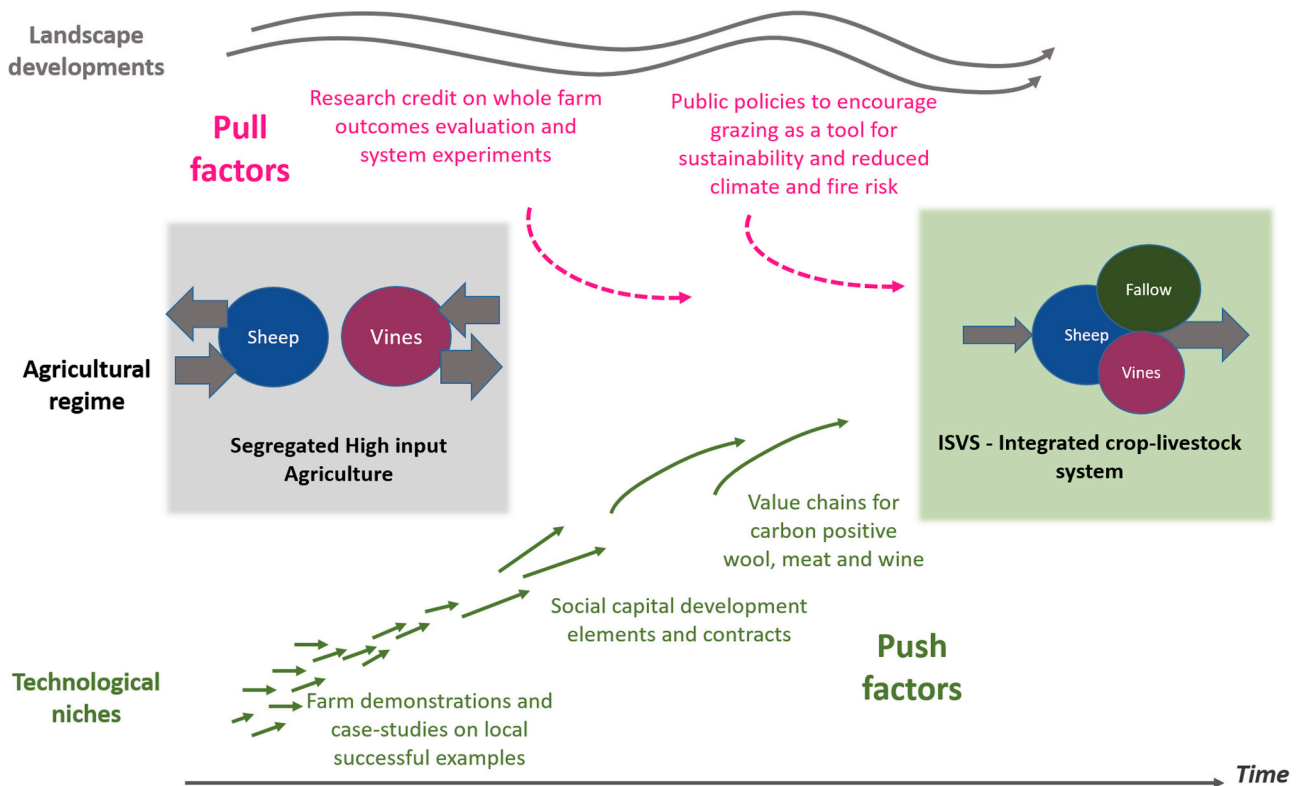 Landscape
developments
Research credit on whole farm
outcomes evaluation and
system experiments
Public policies to encourage
grazing as a tool for
sustainability and reduced
climate and fire risk
Pull
factors
Agricultural
regime
Sheep
Vines
Segregated High input
Agriculture
Fallow
Sheep
Vines
ISVS - Integrated crop-livestock
system
Value chains for
carbon positive
wool, meat and wine
Social capital development
elements and contracts
Push
factors
Technological
niches
Farm demonstrations and
case-studies on local
successful examples
Time